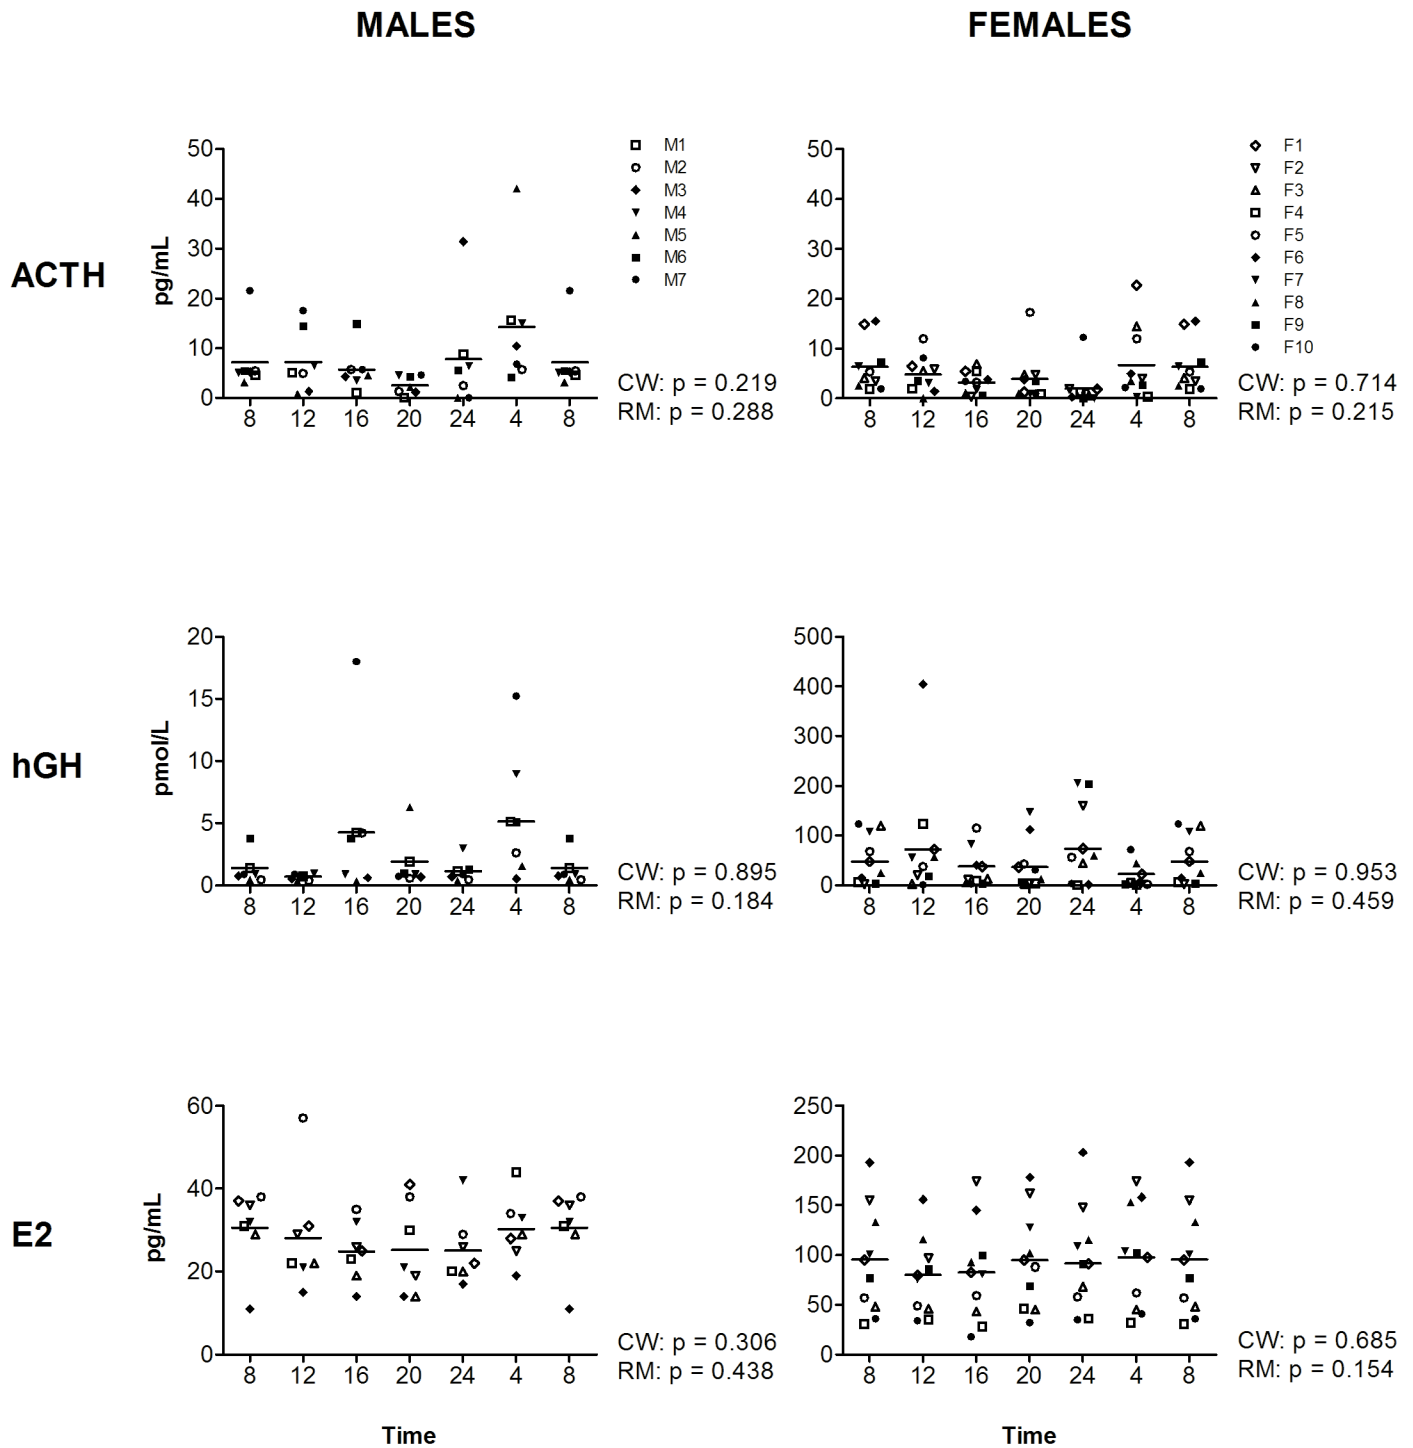 MALES
FEMALES
ACTH
pg/mL
50
40
30
20
10
0
8 12 16 20 24 4 8
M1
M2
M3
M4
M5
M6
M7
CW: p = 0.219
RM: p = 0.288
50
40
30
20
10
0
8 12 16 20 24 4 8
F1
F2
F3
F4
F5
F6
F7
F8
F9
F10
CW: p = 0.714
RM: p = 0.215
hGH
pmol/L
20
15
10
5
0
8 12 16 20 24 4 8
CW: p = 0.895
RM: p = 0.184
500
400
300
200
100
0
8 12 16 20 24 4 8
CW: p = 0.953
RM: p = 0.459
E2
pg/mL
60
40
20
0
8 12 16 20 24 4 8
CW: p = 0.306
RM: p = 0.438
Time
250
200
150
100
50
0
8 12 16 20 24 4 8
CW: p = 0.685
RM: p = 0.154
Time